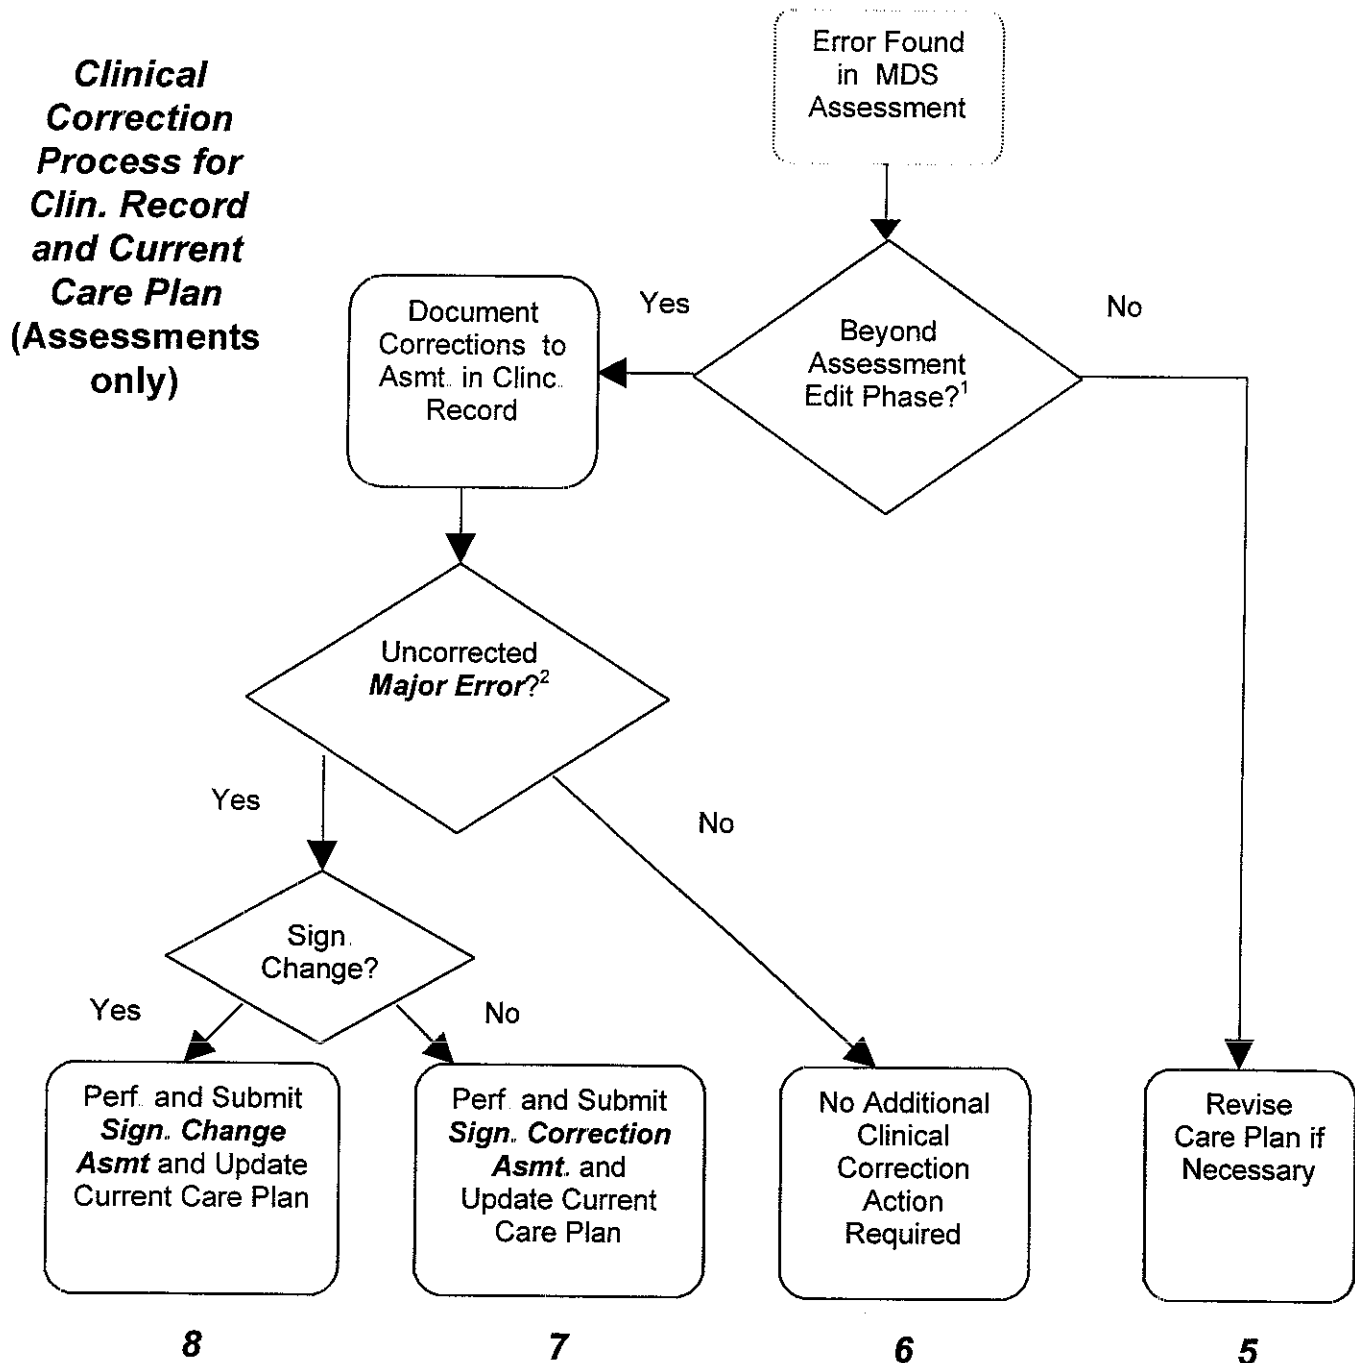 Clinical
Correction
Process for
Clin. Record
and Current
Care Plan
(Assessments
only)
Error Found
in MDS
Assessment
Beyond
Assessment
Edit Phase?¹
Yes
No
Document
Corrections to
Asmt. in Clinc.
Record
Uncorrected
Major Error?²
Yes
No
Sign.
Change?
Yes
No
Perf. and Submit
Sign. Change
Asmt and Update
Current Care Plan
Perf. and Submit
Sign. Correction
Asmt. and
Update Current
Care Plan
No Additional
Clinical
Correction
Action
Required
Revise
Care Plan if
Necessary
8
7
6
5